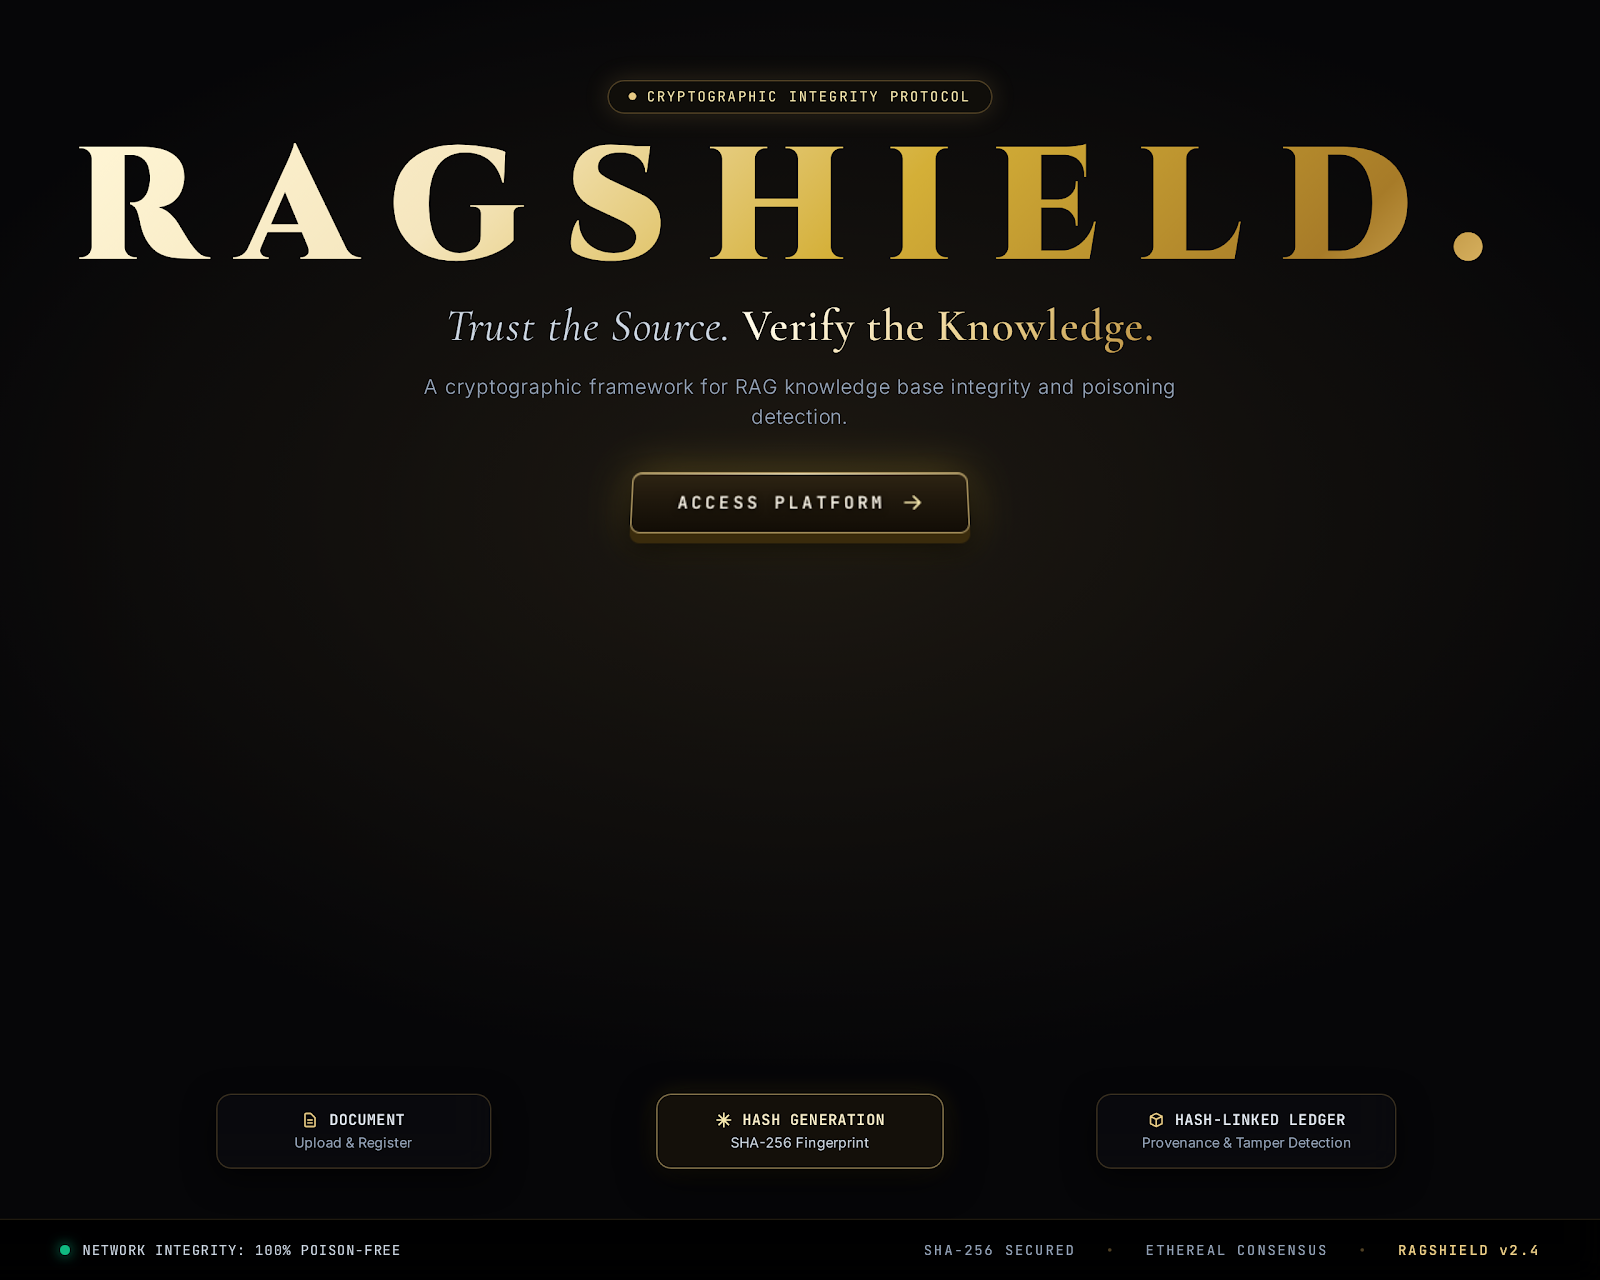 CRYPTOGRAPHIC INTEGRITY PROTOCOL
RAGSHIELD.
Trust the Source. Verify the Knowledge.
A cryptographic framework for RAG knowledge base integrity and poisoning
detection.
ACCESS PLATFORM →
DOCUMENT
Upload & Register
HASH GENERATION
SHA-256 Fingerprint
HASH-LINKED LEDGER
Provenance & Tamper Detection
NETWORK INTEGRITY: 100% POISON-FREE
SHA-256 SECURED • ETHEREAL CONSENSUS • RAGSHIELD v2.4